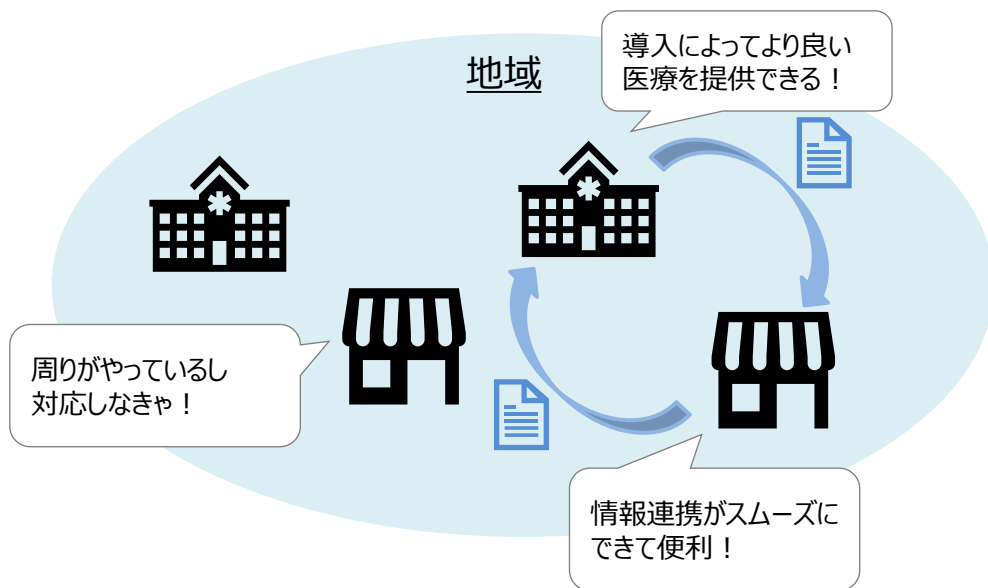 導入によってより良い
医療を提供できる！
地域
周りがやっているし
対応しなきゃ！
情報連携がスムーズに
できて便利！